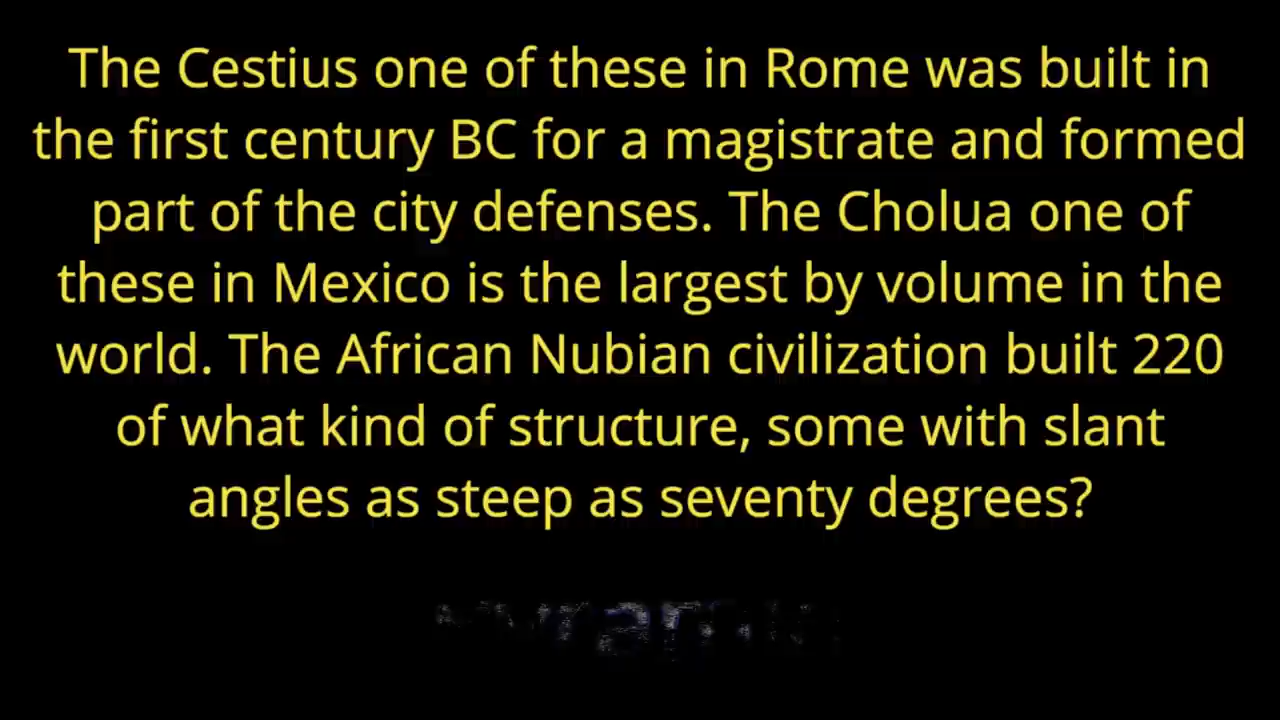 The Cestius one of these in Rome was built in
the first century BC for a magistrate and formed
part of the city defenses. The Cholua one of
these in Mexico is the largest by volume in the
world. The African Nubian civilization built 220
of what kind of structure, some with slant
angles as steep as seventy degrees?